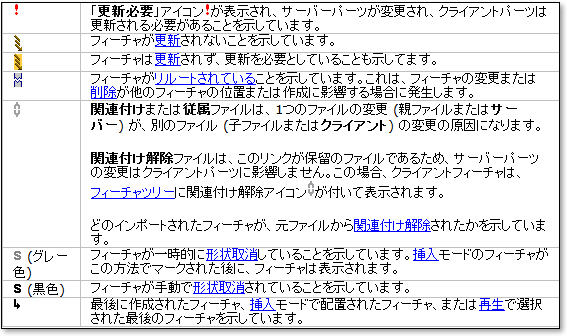 「更新必要」アイコン!が表示され、サーバーパーツが変更され、クライアントパーツは
更新される必要があることを示しています。
フィーチャが更新されないことを示しています。
フィーチャは更新されず、更新を必要としていることも示してます。
フィーチャがリルートされていることを示しています。これは、フィーチャの変更または
削除が他のフィーチャの位置または作成に影響する場合に発生します。
関連付けまたは従属ファイルは、1つのファイルの変更 (親ファイルまたはサー
バー) が、別のファイル (子ファイルまたはクライアント) の変更の原因になります。
関連付け解除ファイルは、このリンクが保留のファイルであるため、サーバーパーツ
の変更はクライアントパーツに影響しません。この場合、クライアントフィーチャは、
フィーチャツリーに関連付け解除アイコンが付いて表示されます。
どのインポートされたフィーチャが、元ファイルから関連付け解除されたかを示していま
す。
S (グレー
色)
フィーチャが一時的に形状取消していることを示しています。挿入モードのフィーチャが
この方法でマークされた後に、フィーチャは表示されます。
S (黒色)
フィーチャが手動で形状取消されていることを示しています。
最後に作成されたフィーチャ、挿入モードで配置されたフィーチャ、または再生で選択
された最後のフィーチャを示しています。